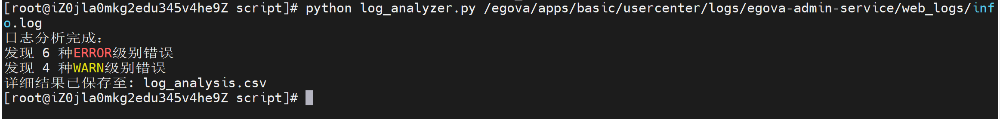 [root@iZ0jla0mkg2edu345v4he9Z script]# python log_analyzer.py /egova/apps/basic/usercenter/logs/egova-admin-service/web_logs/inf
o.log
日志分析完成：
发现 6 种ERROR级别错误
发现 4 种WARN级别错误
详细结果已保存至: log_analysis.csv
[root@iZ0jla0mkg2edu345v4he9Z script]#